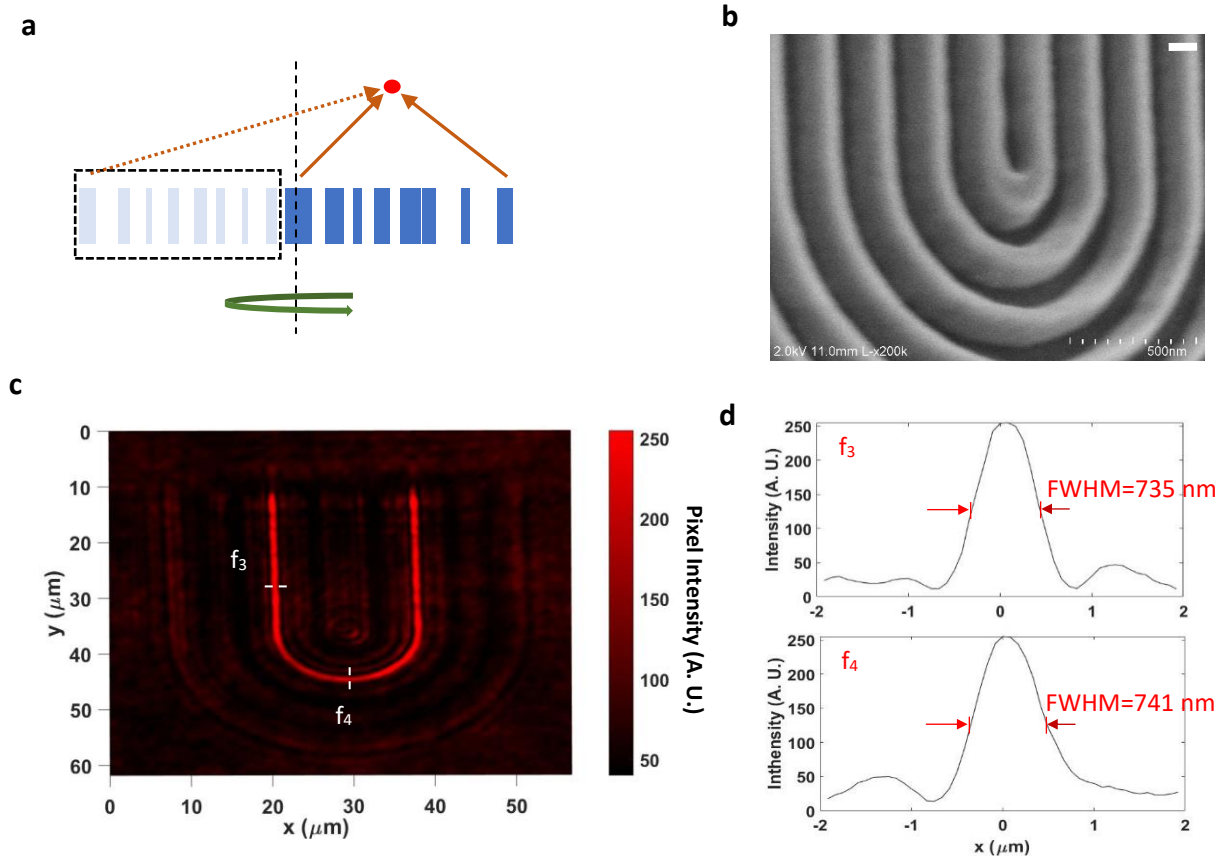 a
b
2.0kV 11.0mm L-x200k
500nm
c
0
10
20
30
40
50
60
y (μm)
0
10
20
30
40
50
x (μm)
f₃
f₄
250
200
150
100
50
Pixel Intensity (A. U.)
d
250
200
150
100
50
0
Intensity (A. U.)
f₃
FWHM=735 nm
-2
-1
0
1
2
250
200
150
100
50
0
Inthensity (A. U.)
f₄
FWHM=741 nm
-2
-1
0
1
2
x (μm)